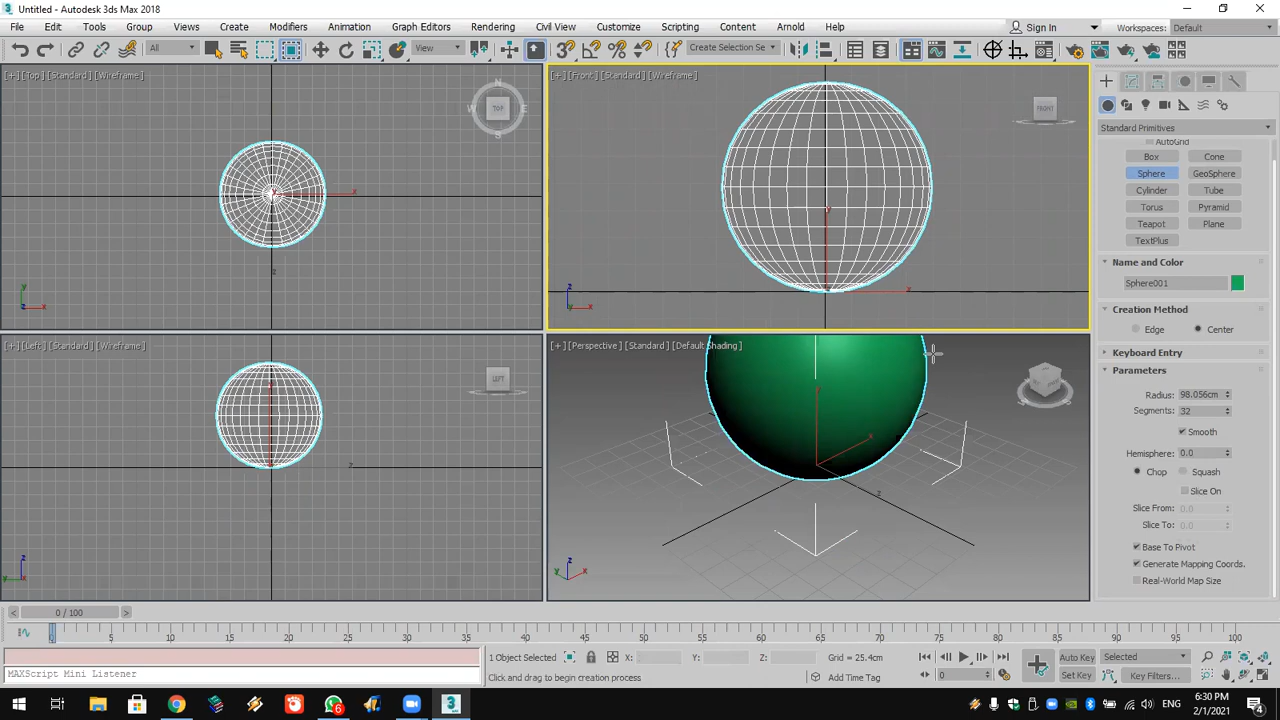 Untitled - Autodesk 3ds Max 2018
File Edit Tools Group Create Modifiers Animation Graph Editors Rendering Civil View Customize Scripting Content Arnold Help Sign In Workspaces: Default
All View Create Selection Se
[+] [Top] [Standard] [Wireframe]
N
W TOP E
S
x
z
y
z x
[+] [Front] [Standard] [Wireframe]
FRONT
y
x
z
y x
[+] [Left] [Standard] [Wireframe]
LEFT
z
y
[+] [Perspective] [Standard] [Default Shading]
x
z
z
y x
Standard Primitives
AutoGrid
Box Cone
Sphere GeoSphere
Cylinder Tube
Torus Pyramid
Teapot Plane
TextPlus
Name and Color
Sphere001
Creation Method
Edge Center
Keyboard Entry
Parameters
Radius: 98.056cm
Segments: 32
Smooth
Hemisphere: 0.0
Chop Squash
Slice On
Slice From: 0.0
Slice To: 0.0
Base To Pivot
Generate Mapping Coords.
Real-World Map Size
< 0 / 100 >
0 5 10 15 20 25 30 35 40 45 50 55 60 65 70 75 80 85 90 95 100
1 Object Selected X: Y: Z: Grid = 25.4cm Auto Key Selected
MAXScript Mini Listener Click and drag to begin creation process Add Time Tag 0 Set Key Key Filters...
6:30 PM
2/1/2021
6
4